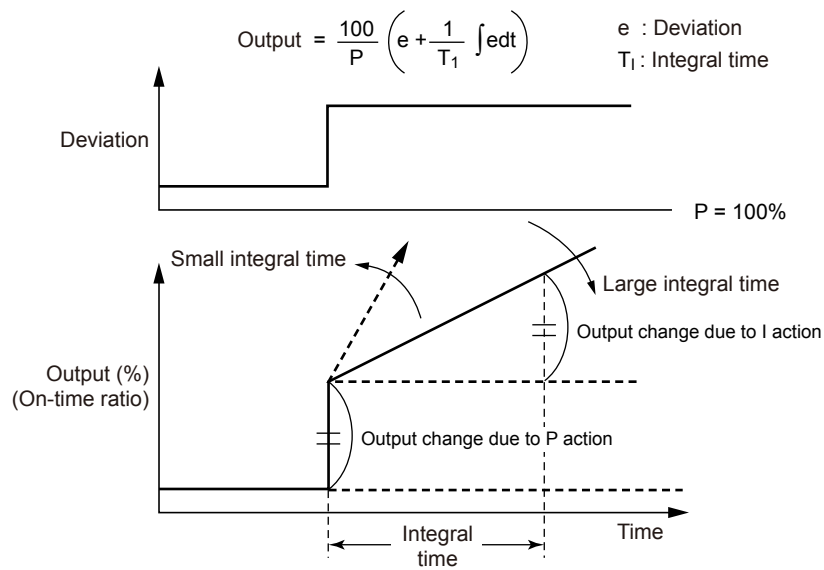 Output = 100/P (e + 1/T1 ∫edt)
e : Deviation
TI : Integral time
Deviation
P = 100%
Small integral time
Large integral time
Output change due to I action
Output (%)
(On-time ratio)
Output change due to P action
Time
Integral
time